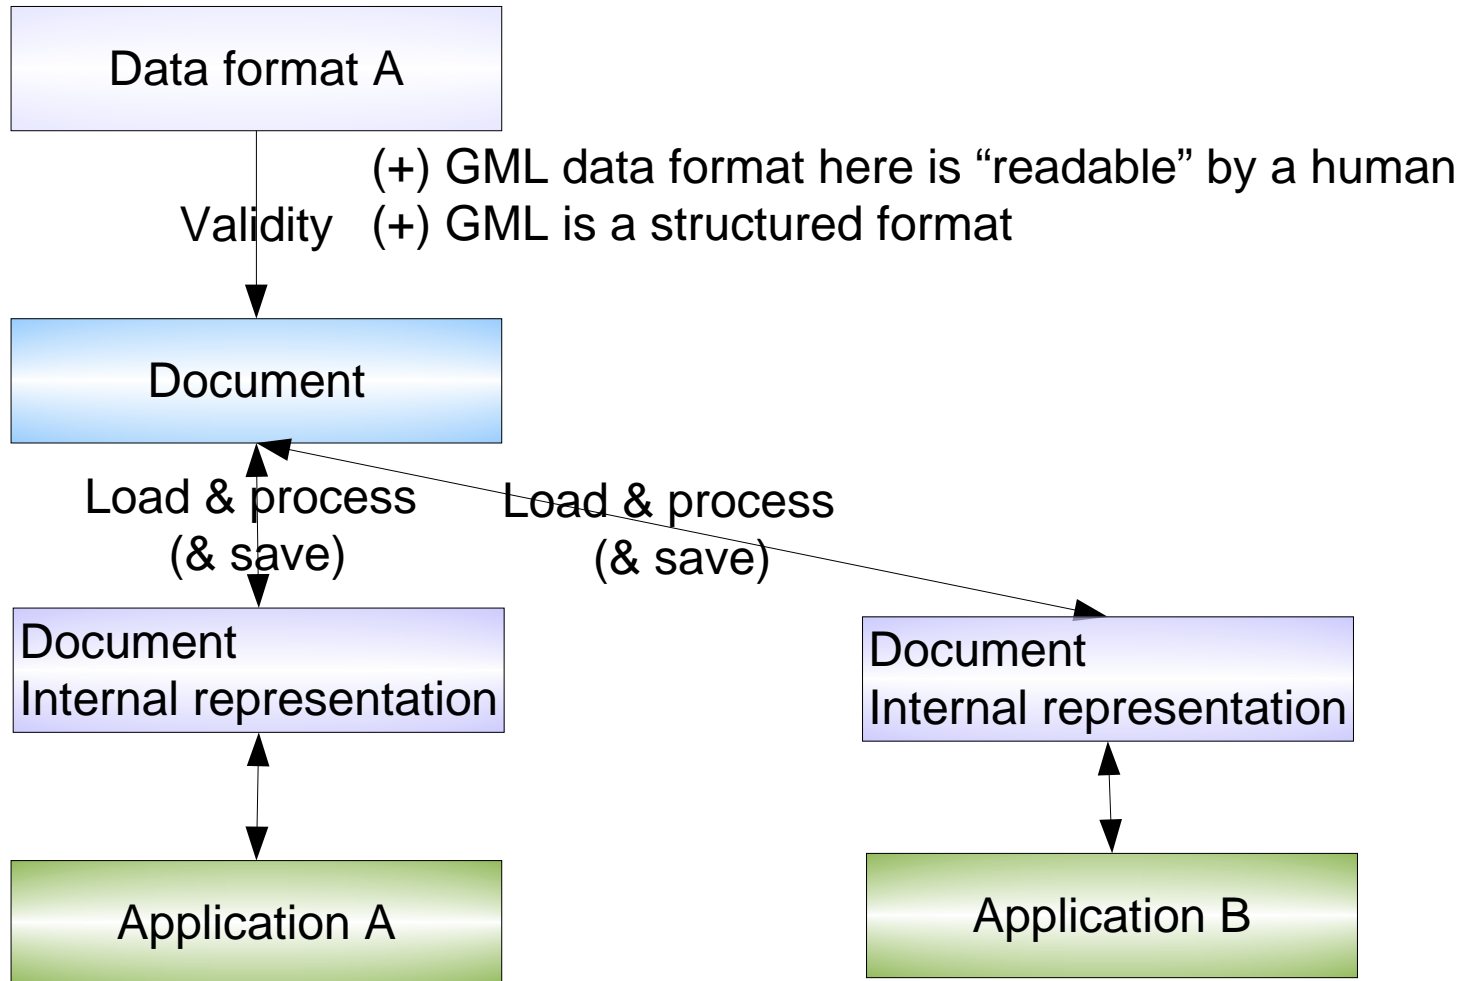 Data format A
(+) GML data format here is “readable” by a human
Validity
(+) GML is a structured format
Document
Load & process
(& save)
Load & process
(& save)
Document
Internal representation
Document
Internal representation
Application A
Application B